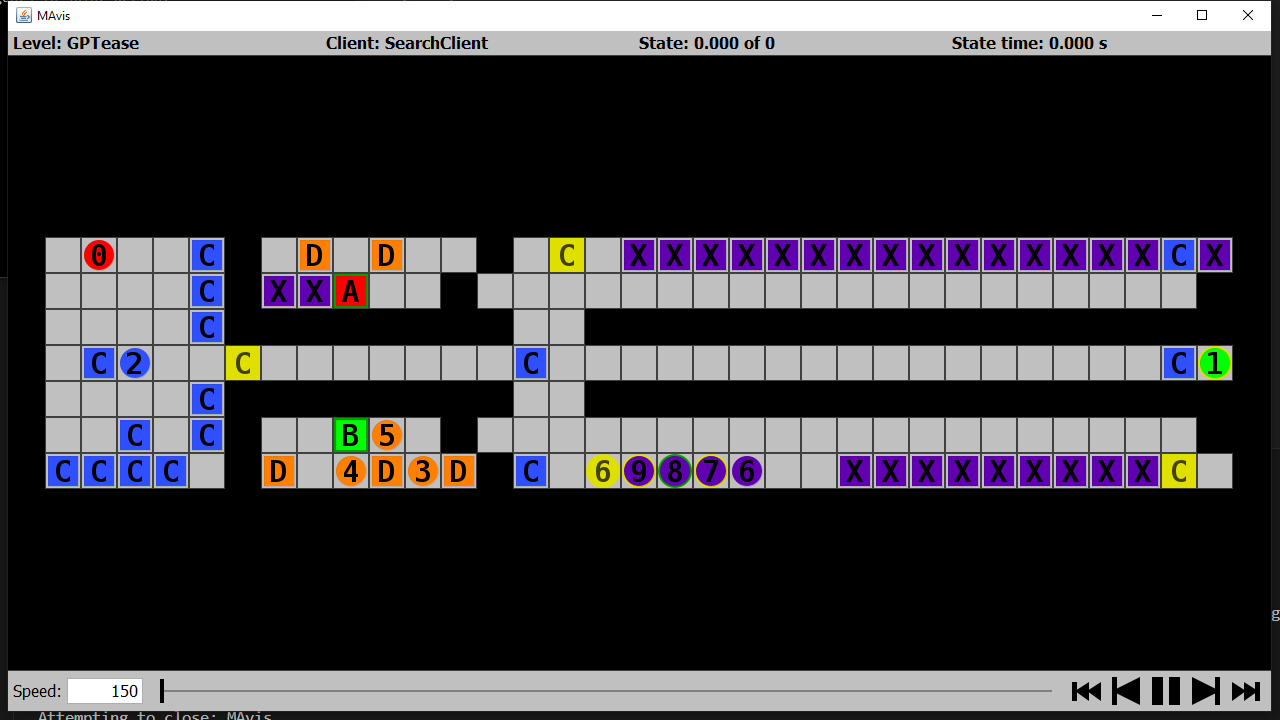 MAvis
Level: GPTease Client: SearchClient State: 0.000 of 0 State time: 0.000 s
0 C D D C X X X X X X X X X X X X X X X C X
C X X A
C
C 2 C C C 1
C
C C B 5
C C C C D 4 D 3 D C 6 9 8 7 6 X X X X X X X X X C
g
Speed: 150
Attempting to close: MAvis